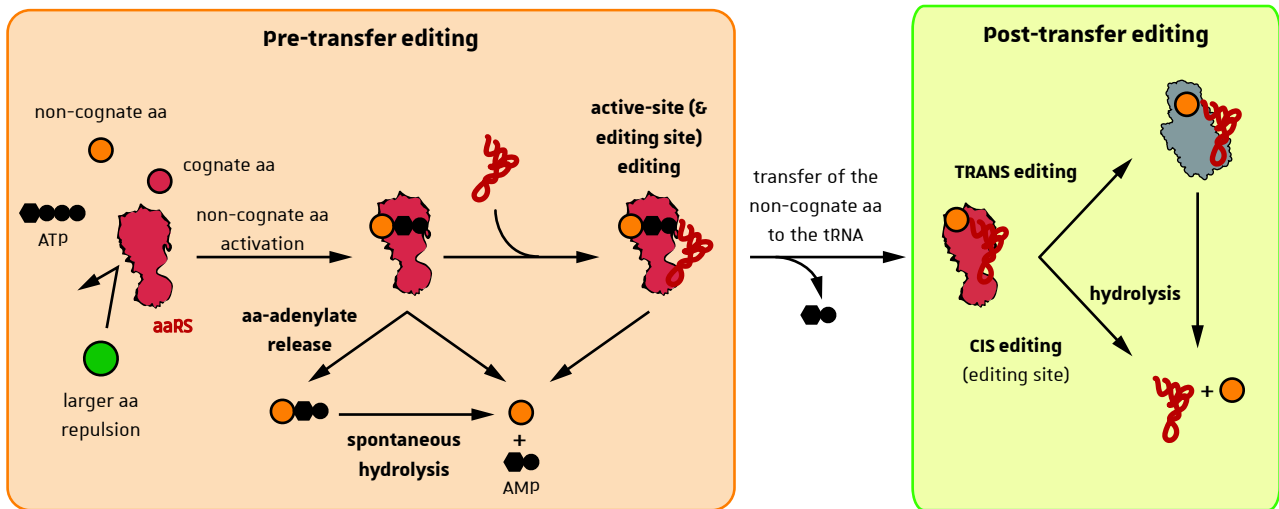 Pre-transfer editing
non-cognate aa
cognate aa
ATP
aaRS
larger aa
repulsion
non-cognate aa
activation
aa-adenylate
release
spontaneous
hydrolysis
+
AMP
active-site (&
editing site)
editing
transfer of the
non-cognate aa
to the tRNA
Post-transfer editing
TRANS editing
hydrolysis
CIS editing
(editing site)
+